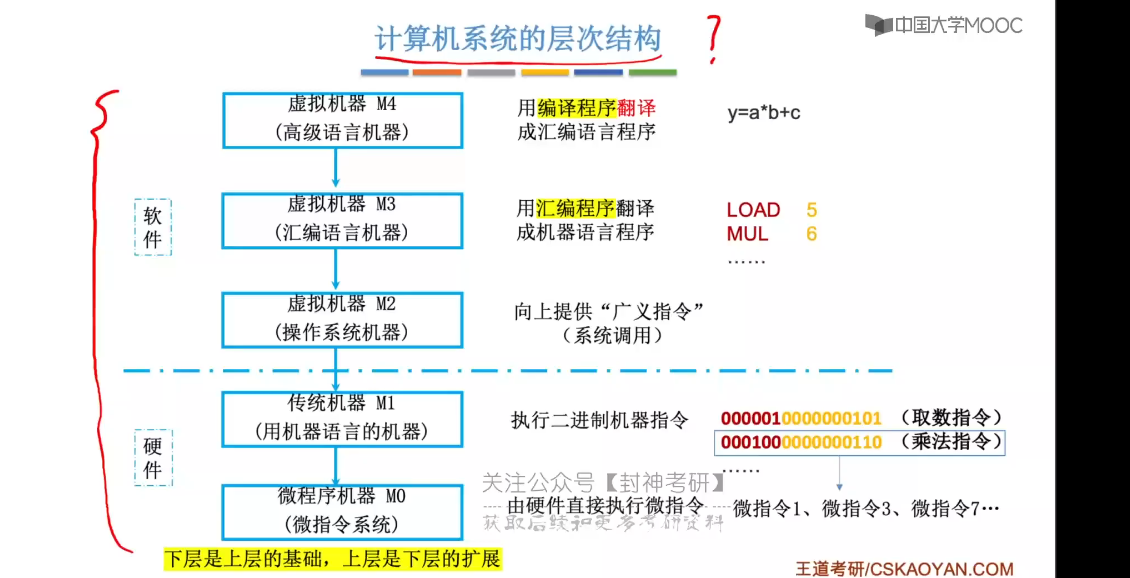 计算机系统的层次结构
?
中国大学MOOC
虚拟机器 M4
(高级语言机器)
用编译程序翻译
成汇编语言程序
y=a*b+c
软
件
虚拟机器 M3
(汇编语言机器)
用汇编程序翻译
成机器语言程序
LOAD 5
MUL 6
……
虚拟机器 M2
(操作系统机器)
向上提供“广义指令”
（系统调用）
硬
件
传统机器 M1
(用机器语言的机器)
执行二进制机器指令
0000010000000101 （取数指令）
0001000000000110 （乘法指令）
……
微程序机器 M0
(微指令系统)
关注公众号【封神考研】
由硬件直接执行微指令
获取后续和更多考研资料
微指令1、微指令3、微指令7…
下层是上层的基础，上层是下层的扩展
王道考研/CSKAOYAN.COM